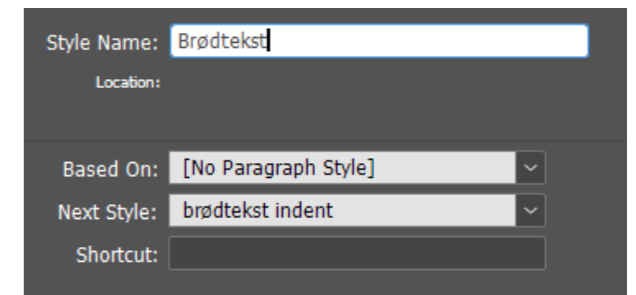 Style Name: Brødtekst
Location:
Based On: [No Paragraph Style]
Next Style: brødtekst indent
Shortcut: